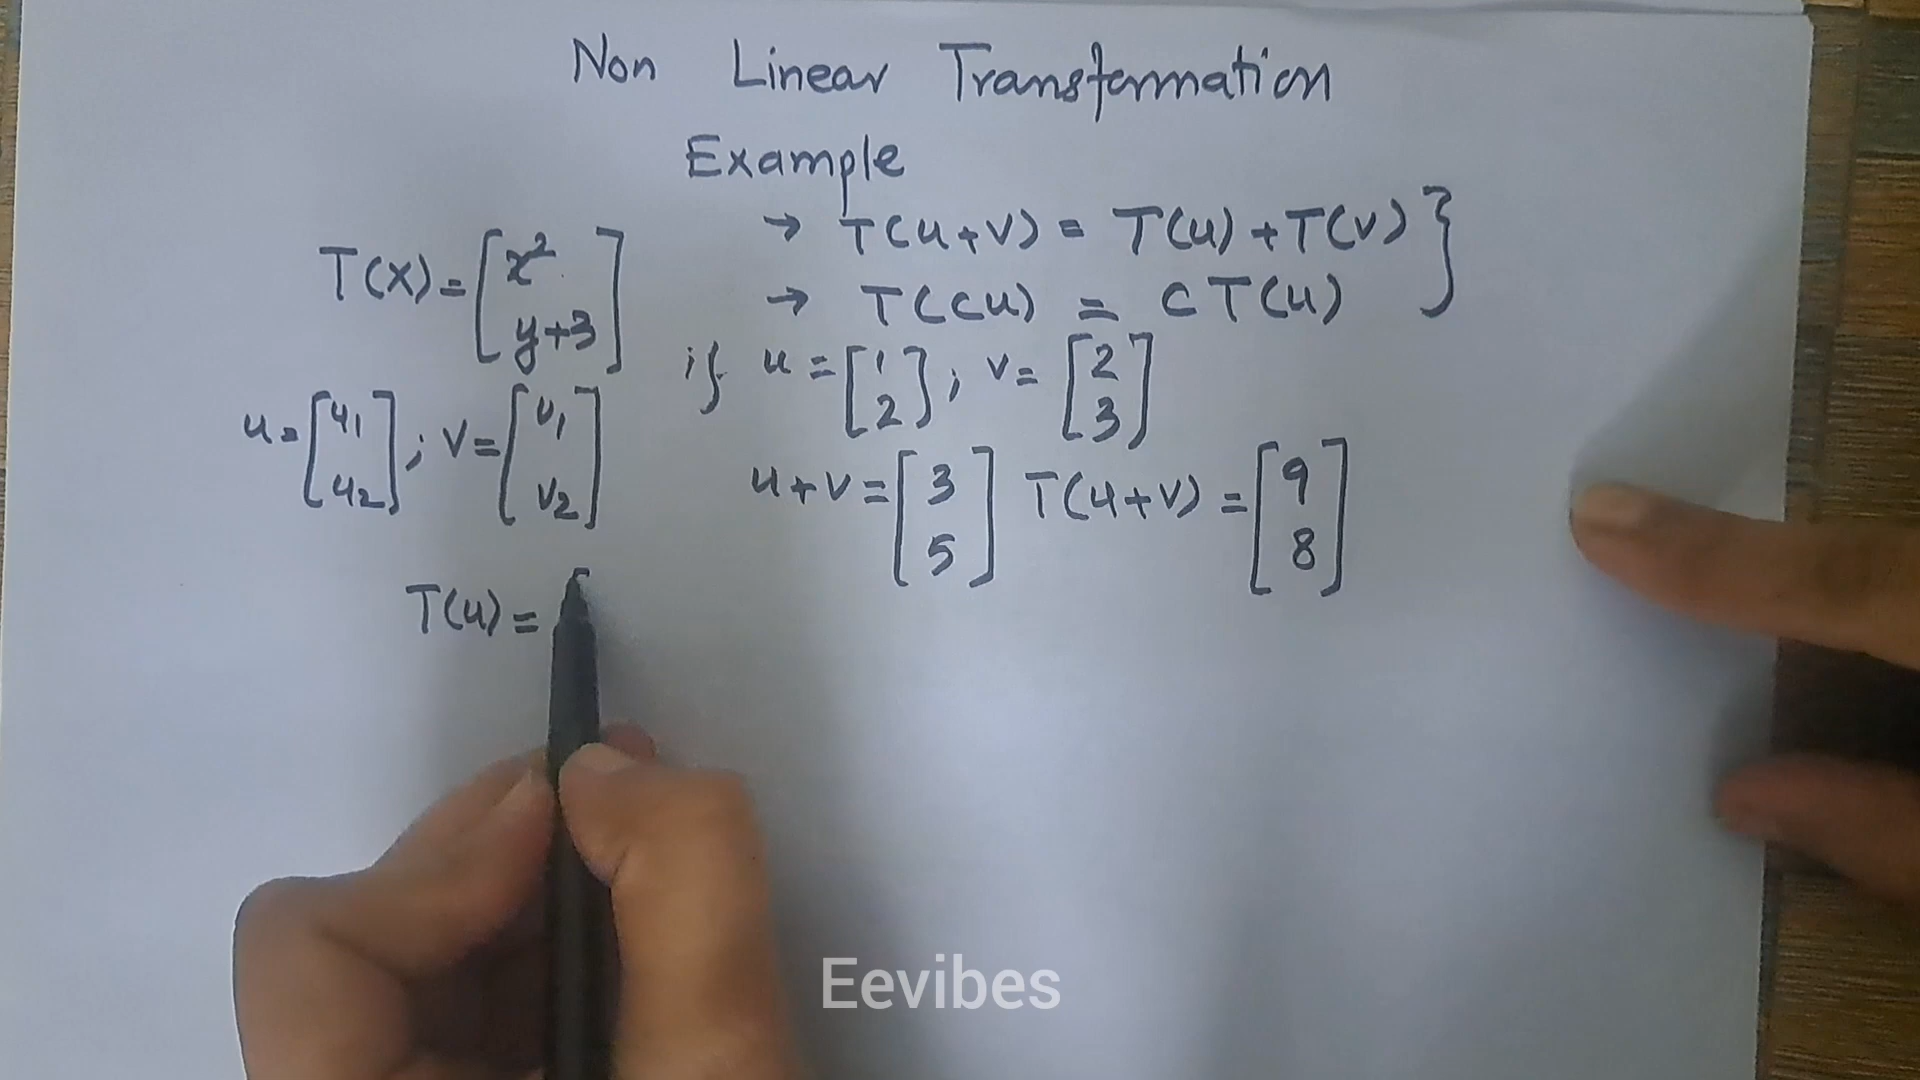 Non Linear Transformation
Example
→ T(u+v) = T(u)+T(v) }
→ T(cu) = cT(u)
T(X)=[x² y+3]
if u=[1 2]; v=[2 3]
u=[u1 u2]; v=[v1 v2]
u+v=[3 5] T(u+v)=[9 8]
T(u)=[
Eevibes